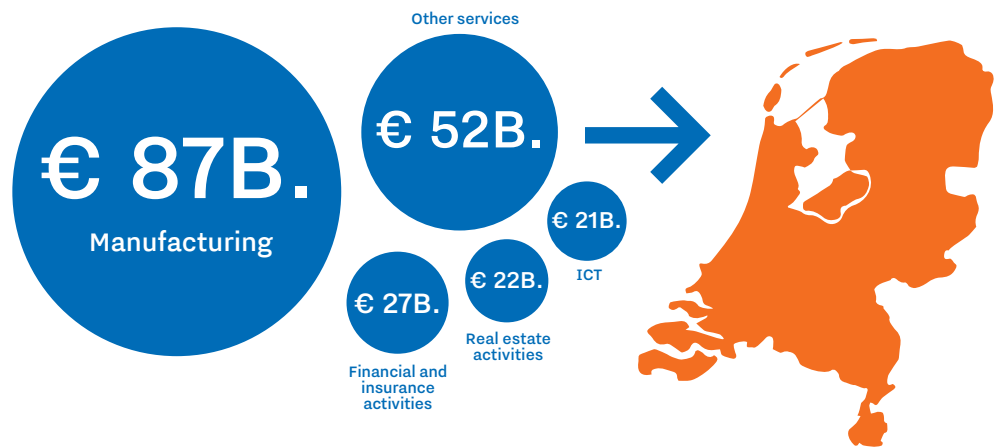 € 87B.
Manufacturing
Other services
€ 52B.
€ 21B.
ICT
€ 22B.
Real estate
activities
€ 27B.
Financial and
insurance
activities